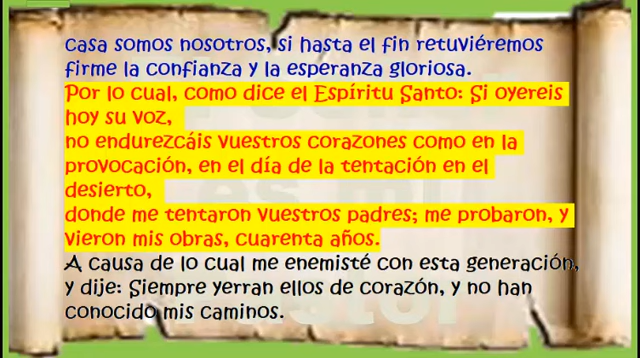 casa somos nosotros, si hasta el fin retuviéremos
firme la confianza y la esperanza gloriosa.
Por lo cual, como dice el Espíritu Santo: Si oyereis
hoy su voz,
no endurezcáis vuestros corazones como en la
provocación, en el día de la tentación en el
desierto,
donde me tentaron vuestros padres; me probaron, y
vieron mis obras, cuarenta años.
A causa de lo cual me enemisté con esta generación,
y dije: Siempre yerran ellos de corazón, y no han
conocido mis caminos.